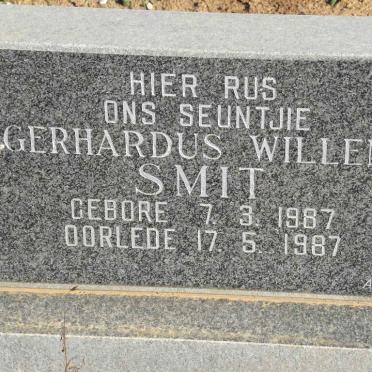 HIER RUS
ONS SEUNTJIE
GERHARDUS
SMIT
GEBORE 7. 3. 1987
OORLEDE 17. 5. 1987